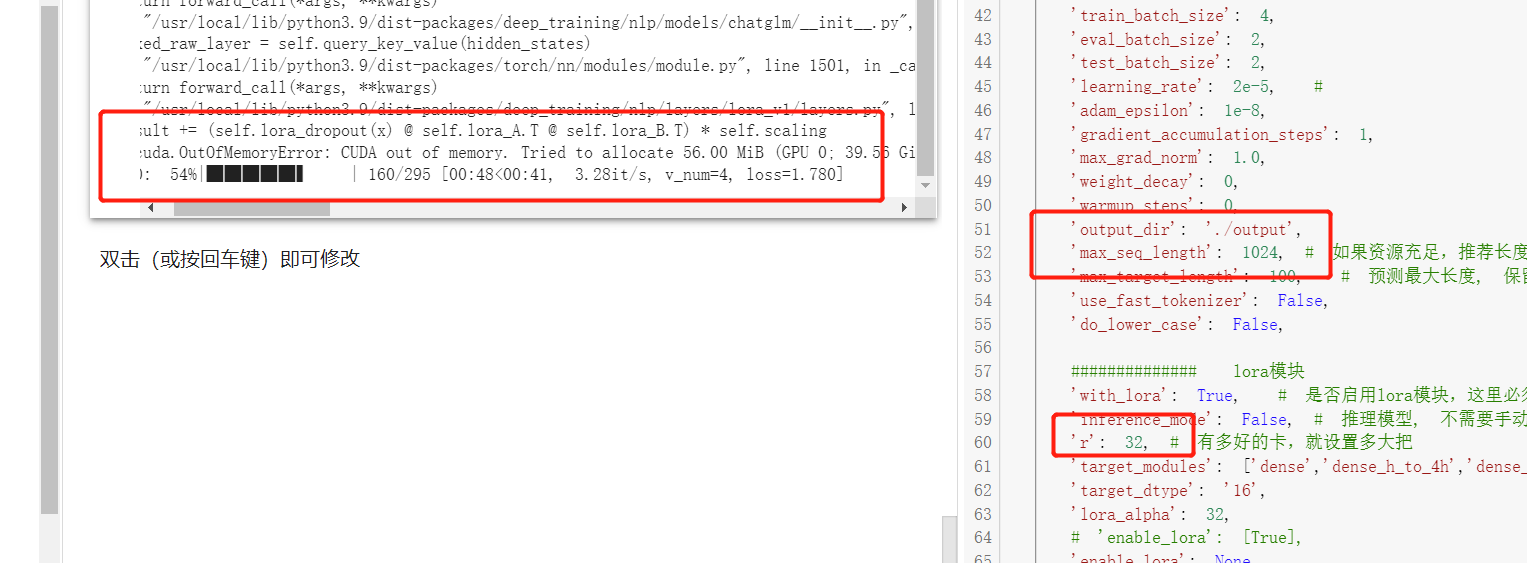 urn forward_call(*args, **kwargs)
"/usr/local/lib/python3.9/dist-packages/deep_training/nlp/models/chatglm/__init__.py",
ed_raw_layer = self.query_key_value(hidden_states)
"/usr/local/lib/python3.9/dist-packages/torch/nn/modules/module.py", line 1501, in _ca
urn forward_call(*args, **kwargs)
"/usr/local/lib/python3.9/dist-packages/deep_training/nlp/layers/lora_v1/layers.py", l
sult += (self.lora_dropout(x) @ self.lora_A.T @ self.lora_B.T) * self.scaling
cuda.OutOfMemoryError: CUDA out of memory. Tried to allocate 56.00 MiB (GPU 0; 39.56 Gi
: 54%| | 160/295 [00:48<00:41, 3.28it/s, v_num=4, loss=1.780]
双击（或按回车键）即可修改
42 'train_batch_size': 4,
43 'eval_batch_size': 2,
44 'test_batch_size': 2,
45 'learning_rate': 2e-5, #
46 'adam_epsilon': 1e-8,
47 'gradient_accumulation_steps': 1,
48 'max_grad_norm': 1.0,
49 'weight_decay': 0,
50 'warmup_steps': 0,
51 'output_dir': './output',
52 'max_seq_length': 1024, # 如果资源充足，推荐长度
53 'max_target_length': 100, # 预测最大长度, 保留
54 'use_fast_tokenizer': False,
55 'do_lower_case': False,
56
57 ############## lora模块
58 'with_lora': True, # 是否启用lora模块，这里必须
59 'inference_mode': False, # 推理模型, 不需要手动
60 'r': 32, # 有多好的卡，就设置多大把
61 'target_modules': ['dense','dense_h_to_4h','dense_
62 'target_dtype': '16',
63 'lora_alpha': 32,
64 # 'enable_lora': [True],
65 'enable_lora': None